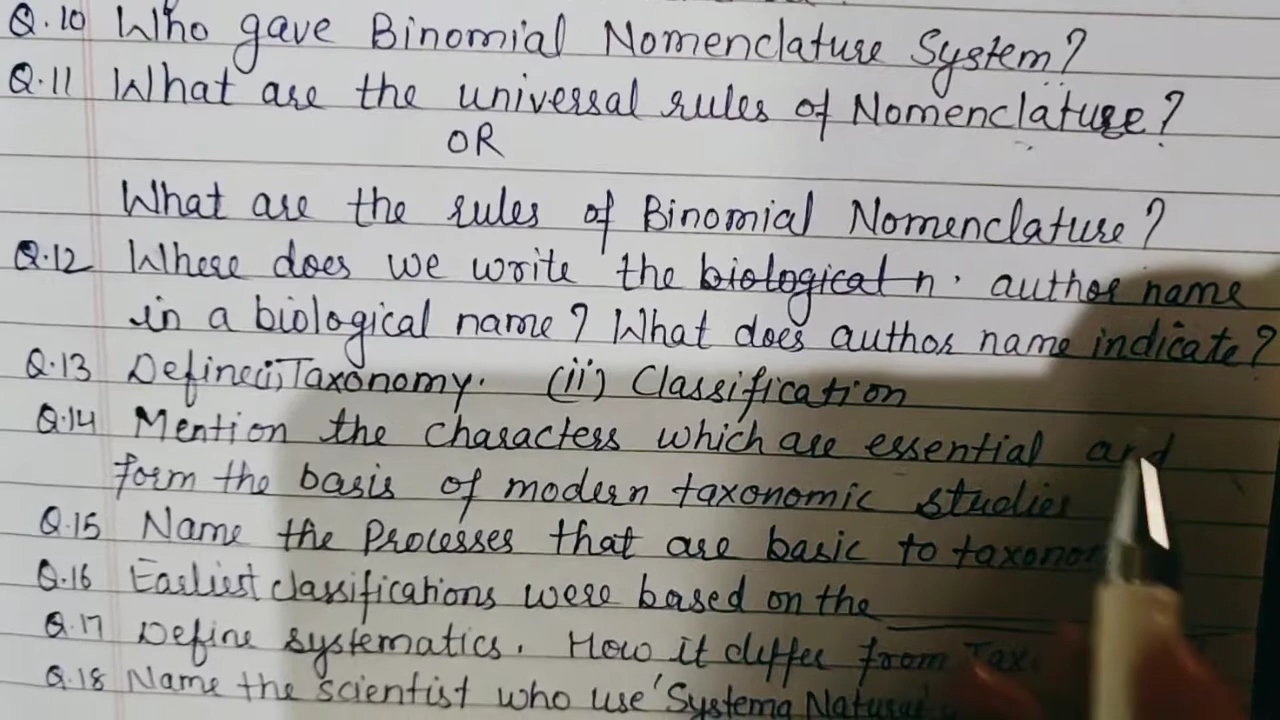 Q.10 Who gave Binomial Nomenclature System?
Q.11 What are the universal rules of Nomenclature?
OR
What are the rules of Binomial Nomenclature?
Q.12 Where does we write the biological n. author name
in a biological name? What does author name indicate?
Q.13 Define (i) Taxonomy. (ii) Classification
Q.14 Mention the characters which are essential and
form the basis of modern taxonomic studies
Q.15 Name the Processes that are basic to
Q.16 Earliest classifications were based on the
Q.17 Define systematics. How it differ from
Q.18 Name the scientist who use 'Systema